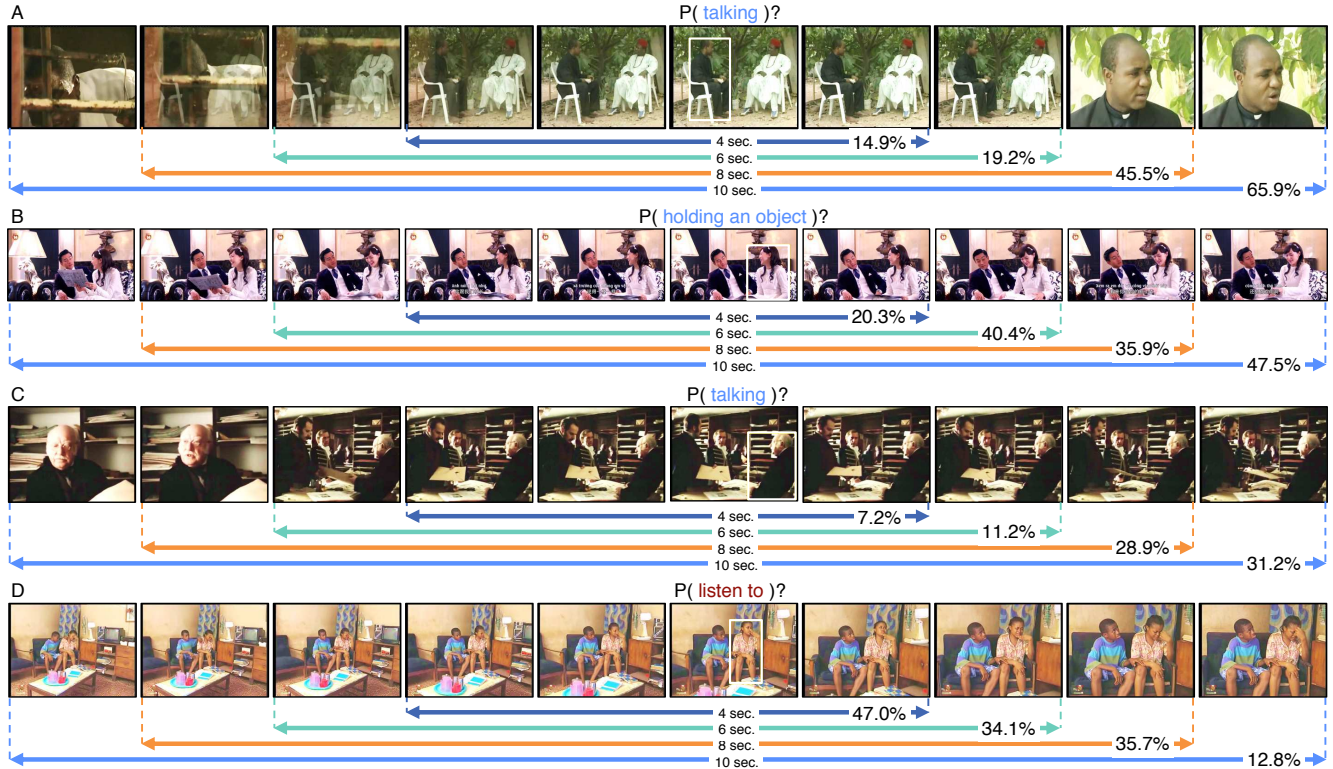 A
P( talking )?
4 sec.
14.9%
6 sec.
19.2%
8 sec.
45.5%
10 sec.
65.9%
B
P( holding an object )?
4 sec.
20.3%
6 sec.
40.4%
8 sec.
35.9%
10 sec.
47.5%
C
P( talking )?
4 sec.
7.2%
6 sec.
11.2%
8 sec.
28.9%
10 sec.
31.2%
D
P( listen to )?
4 sec.
47.0%
6 sec.
34.1%
8 sec.
35.7%
10 sec.
12.8%